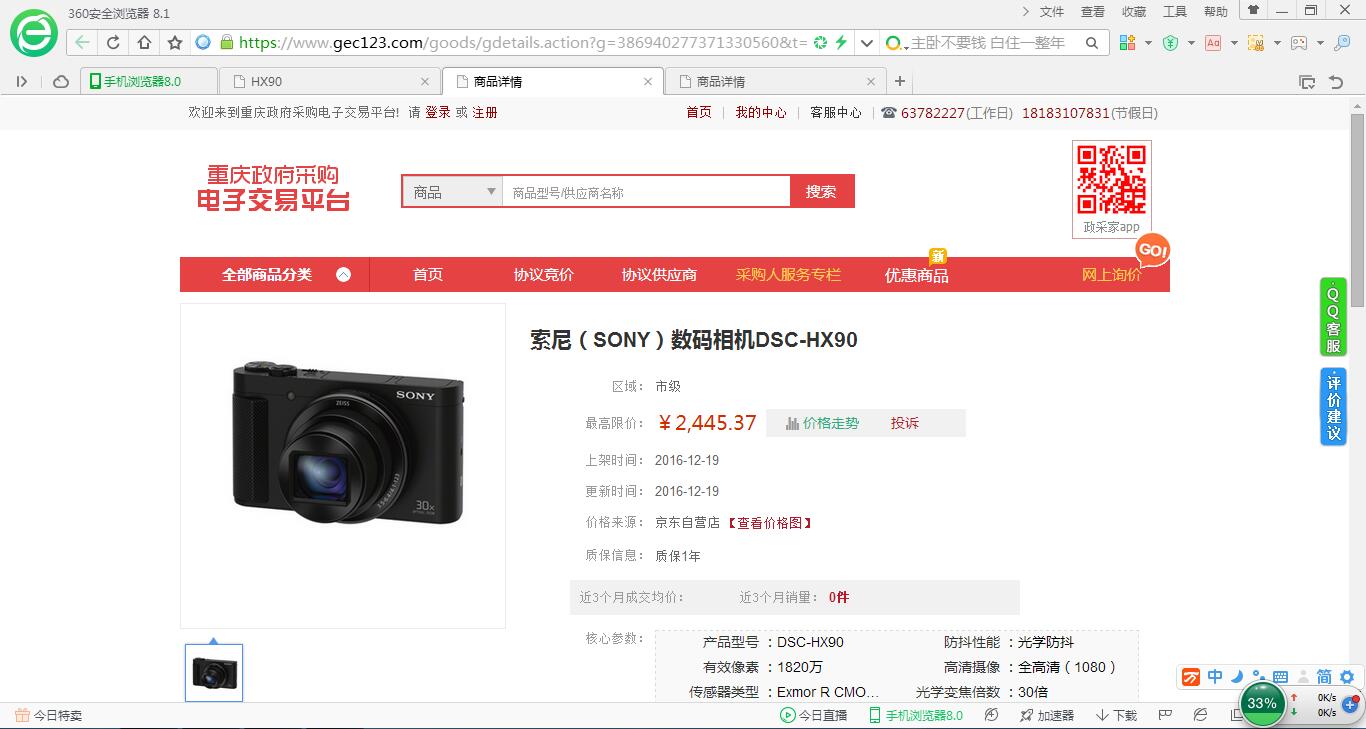 360安全浏览器 8.1
文件 查看 收藏 工具 帮助
https://www.gec123.com/goods/gdetails.action?g=386940277371330560&t=
主卧不要钱 白住一整年
手机浏览器8.0
HX90
商品详情
商品详情
欢迎来到重庆政府采购电子交易平台! 请 登录 或 注册
首页 我的中心 客服中心 63782227(工作日) 18183107831(节假日)
重庆政府采购
电子交易平台
商品 商品型号/供应商名称 搜索
政采家app
GO!
新
全部商品分类 首页 协议竞价 协议供应商 采购人服务专栏 优惠商品 网上询价
QQ客服
评价建议
SONY
ZEISS
30x
索尼（SONY）数码相机DSC-HX90
区域： 市级
最高限价： ￥2,445.37 价格走势 投诉
上架时间： 2016-12-19
更新时间： 2016-12-19
价格来源： 京东自营店 【查看价格图】
质保信息： 质保1年
近3个月成交均价： 近3个月销量： 0件
核心参数： 产品型号 ：DSC-HX90 防抖性能 ：光学防抖
有效像素 ：1820万 高清摄像 ：全高清（1080）
传感器类型 ：Exmor R CMO… 光学变焦倍数 ：30倍
中 简
今日特卖
今日直播 手机浏览器8.0 加速器 下载
33%
0K/s
0K/s